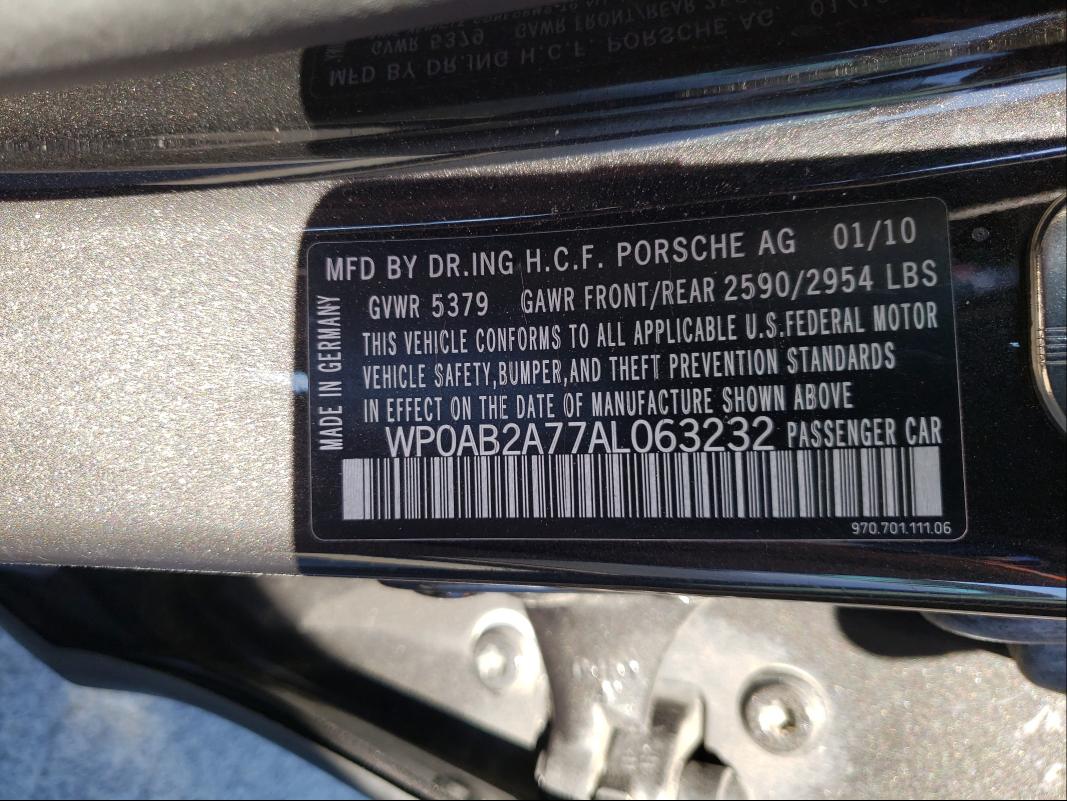 MFD BY DR.ING H.C.F. PORSCHE AG 01/10
GVWR 5379 GAWR FRONT/REAR 2590/2954 LBS
THIS VEHICLE CONFORMS TO ALL APPLICABLE U.S.FEDERAL MOTOR
VEHICLE SAFETY,BUMPER,AND THEFT PREVENTION STANDARDS
IN EFFECT ON THE DATE OF MANUFACTURE SHOWN ABOVE
WP0AB2A77AL063232 PASSENGER CAR
970.701.111.06
MADE IN GERMANY